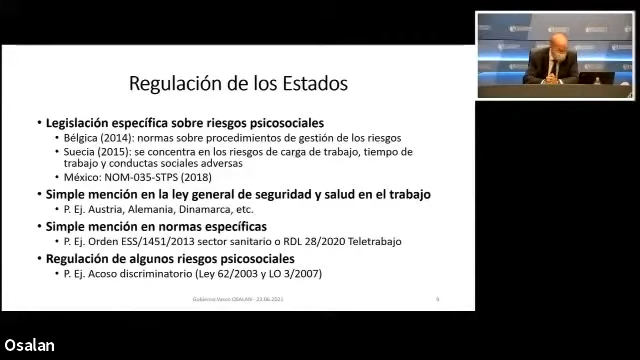 Regulación de los Estados
• Legislación específica sobre riesgos psicosociales
• Bélgica (2014): normas sobre procedimientos de gestión de los riesgos
• Suecia (2015): se concentra en los riesgos de carga de trabajo, tiempo de
trabajo y conductas sociales adversas
• México: NOM-035-STPS (2018)
• Simple mención en la ley general de seguridad y salud en el trabajo
• P. Ej. Austria, Alemania, Dinamarca, etc.
• Simple mención en normas específicas
• P. Ej. Orden ESS/1451/2013 sector sanitario o RDL 28/2020 Teletrabajo
• Regulación de algunos riesgos psicosociales
• P. Ej. Acoso discriminatorio (Ley 62/2003 y LO 3/2007)
Gobierno Vasco OSALAN - 22.06.2021
Osalan